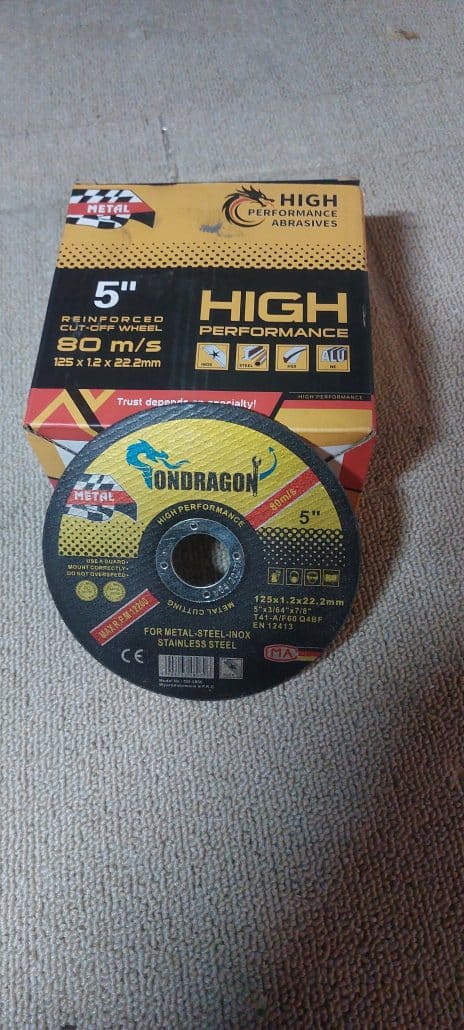 METAL
HIGH
PERFORMANCE
ABRASIVES
5"
REINFORCED
CUT-OFF WHEEL
80 m/s
125 x 1.2 x 22.2mm
HIGH
PERFORMANCE
INOX
STEEL
ALU
HIGH PERFORMANCE
Trust depends on specialty!
TONDRAGON
METAL
HIGH PERFORMANCE
80m/s
5"
USE A GUARD
MOUNT CORRECTLY
DO NOT OVERSPEED
MAX R.P.M 12200
METAL CUTTING
125x1.2x22.2mm
5"x3/64"x7/8"
T41-A/F60 Q4BF
EN 12413
FOR METAL-STEEL-INOX
STAINLESS STEEL
CE
MA